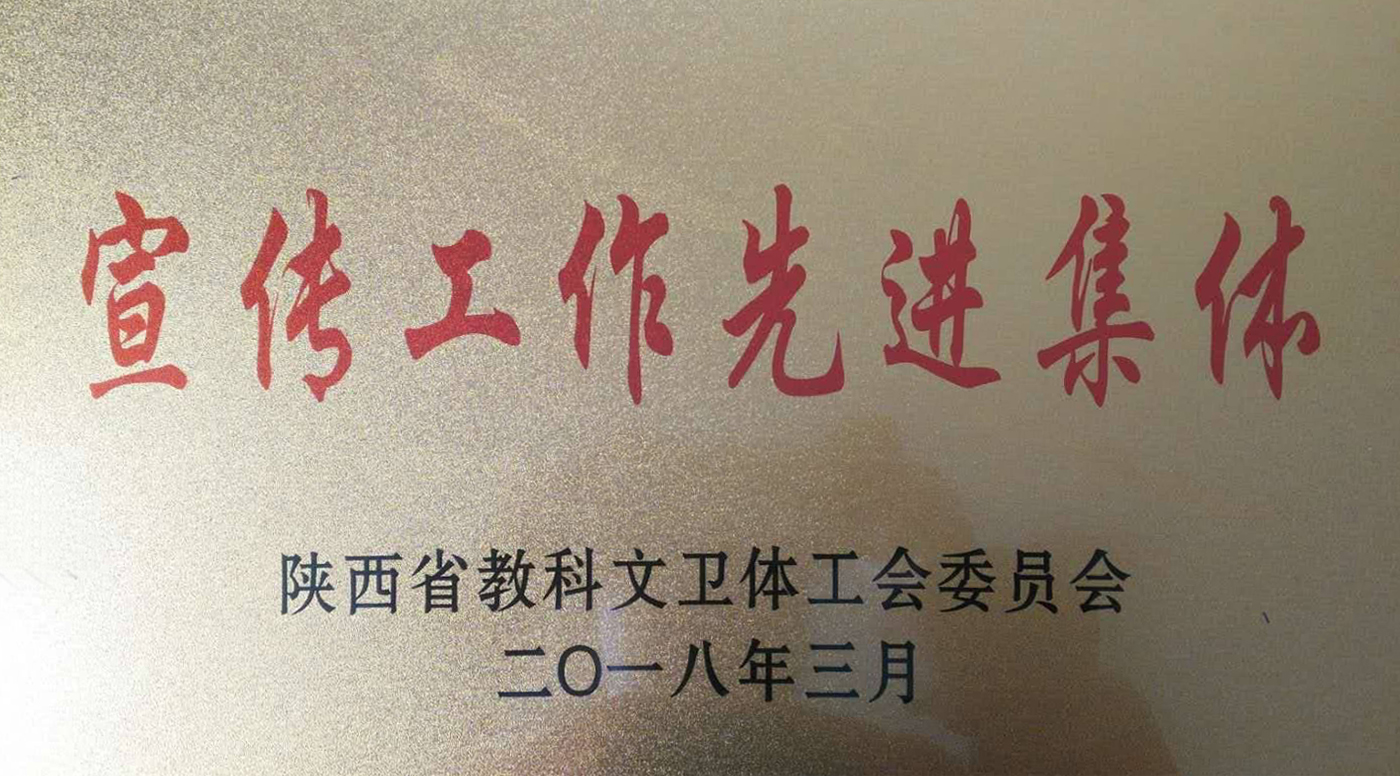 宣传工作先进集体
陕西省教科文卫体工会委员会
二〇一八年三月